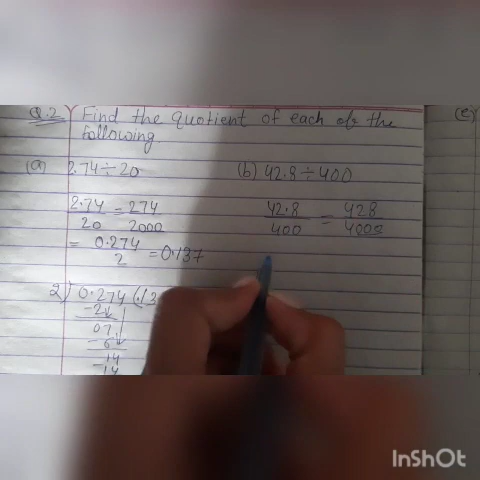 Q.2 Find the quotient of each of the
following.
(a) 2.74 ÷ 20 (b) 42.8 ÷ 400
2.74/20 = 274/2000 42.8/400 = 428/4000
= 0.274/2 = 0.137
2) 0.274 (.13
-2↓
07
-6↓
14
-14
(c)
InShOt